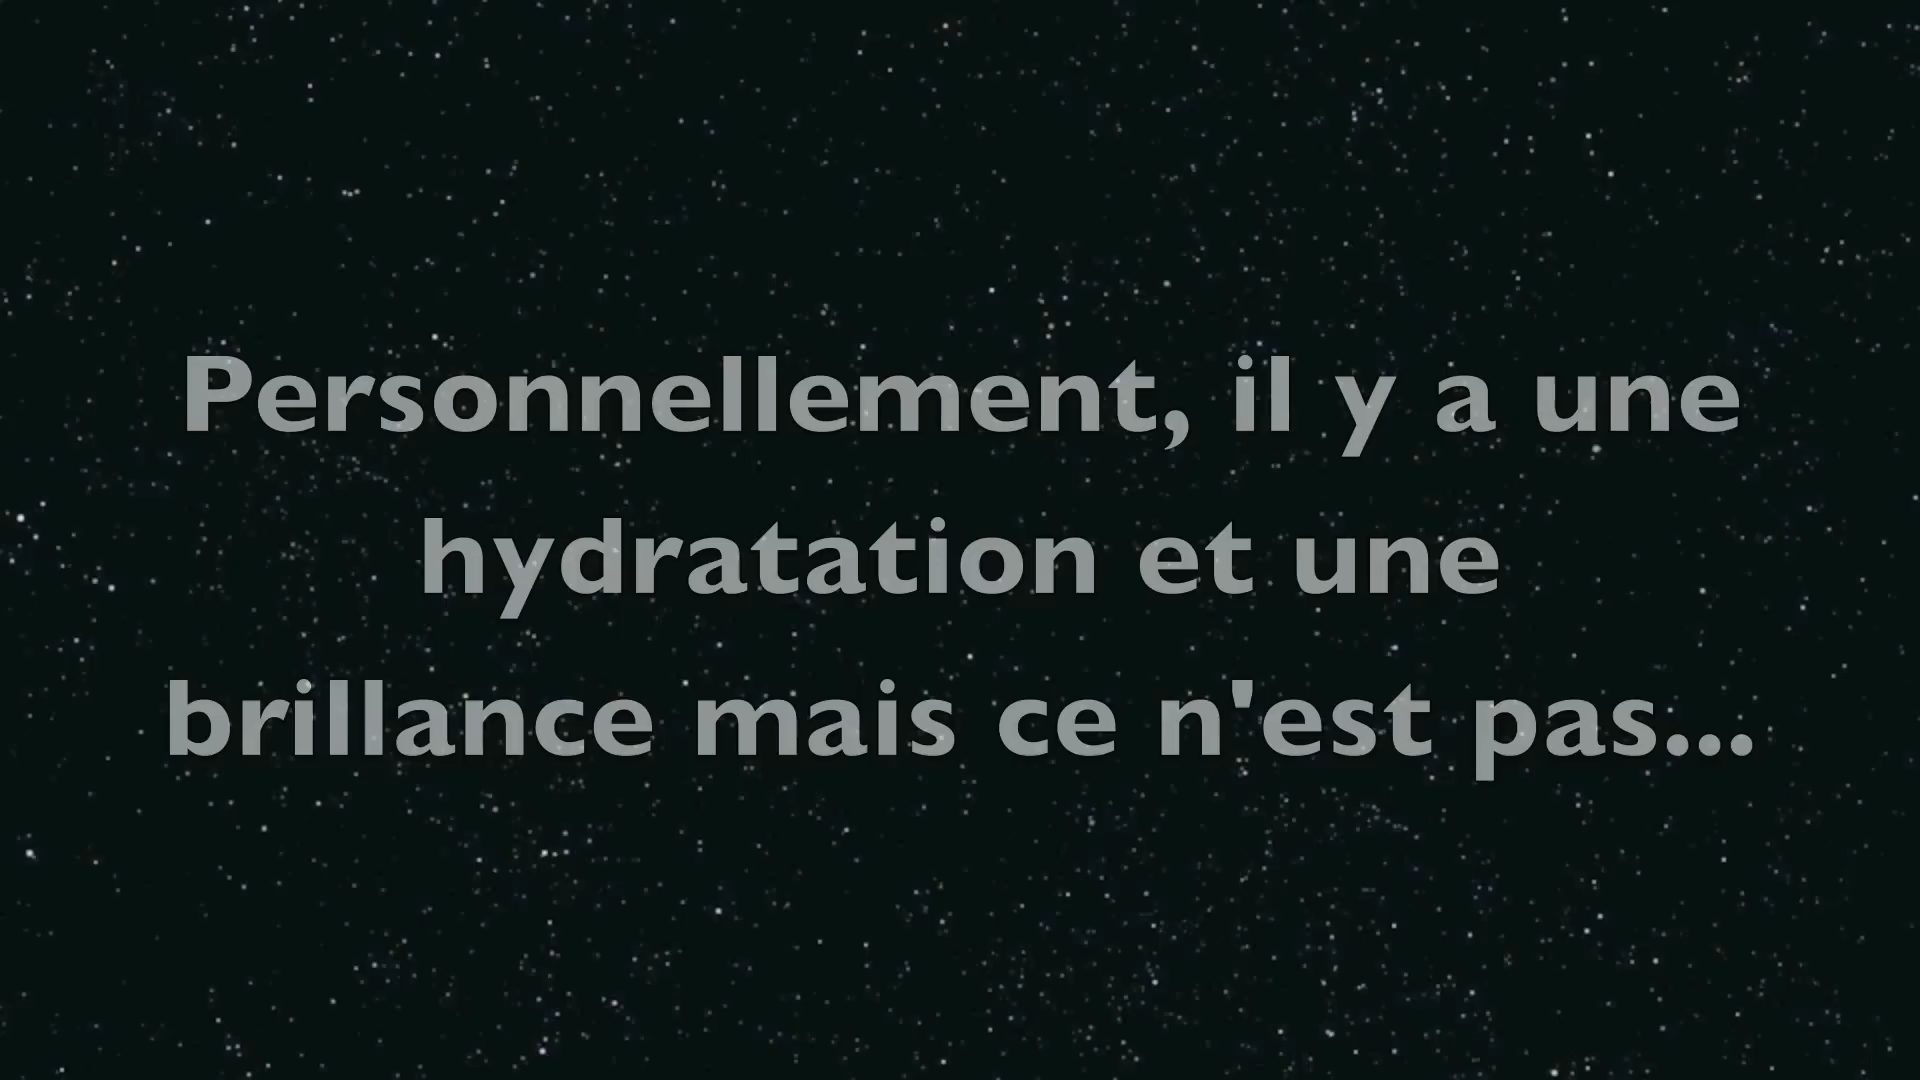 Personnellement, il y a une
hydratation et une
brillance mais ce n'est pas...